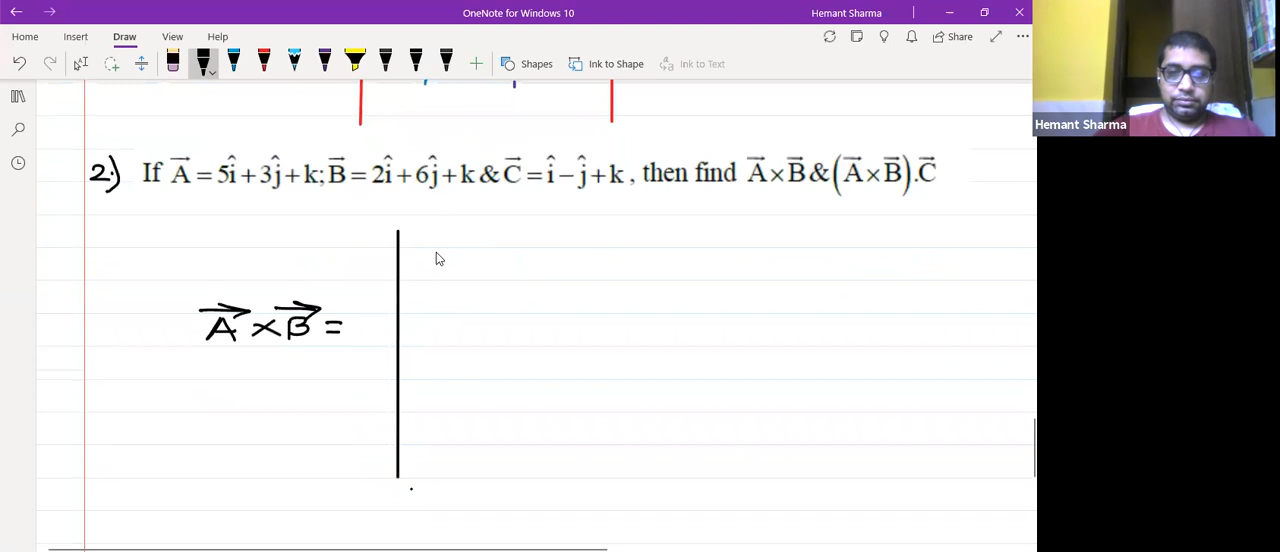 OneNote for Windows 10
Hemant Sharma
Home Insert Draw View Help
Share
Shapes Ink to Shape Ink to Text
Hemant Sharma
2.) If A⃗ = 5î + 3ĵ + k; B⃗ = 2î + 6ĵ + k & C⃗ = î − ĵ + k , then find A⃗ × B⃗ & (A⃗ × B⃗).C⃗
A⃗ × B⃗ =